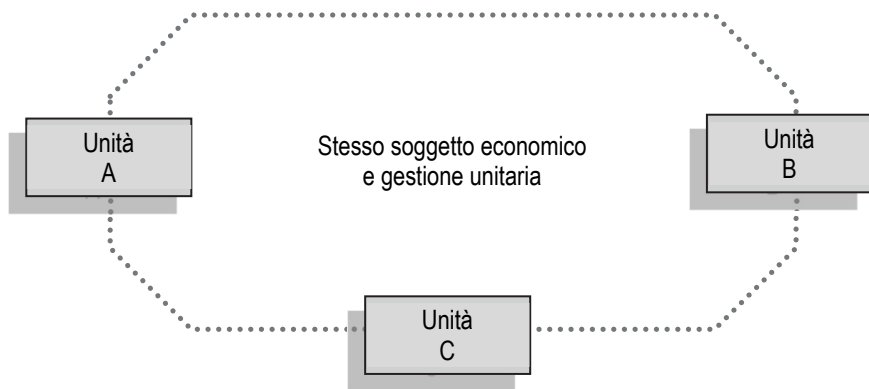 Unità
A
Stesso soggetto economico
e gestione unitaria
Unità
B
Unità
C